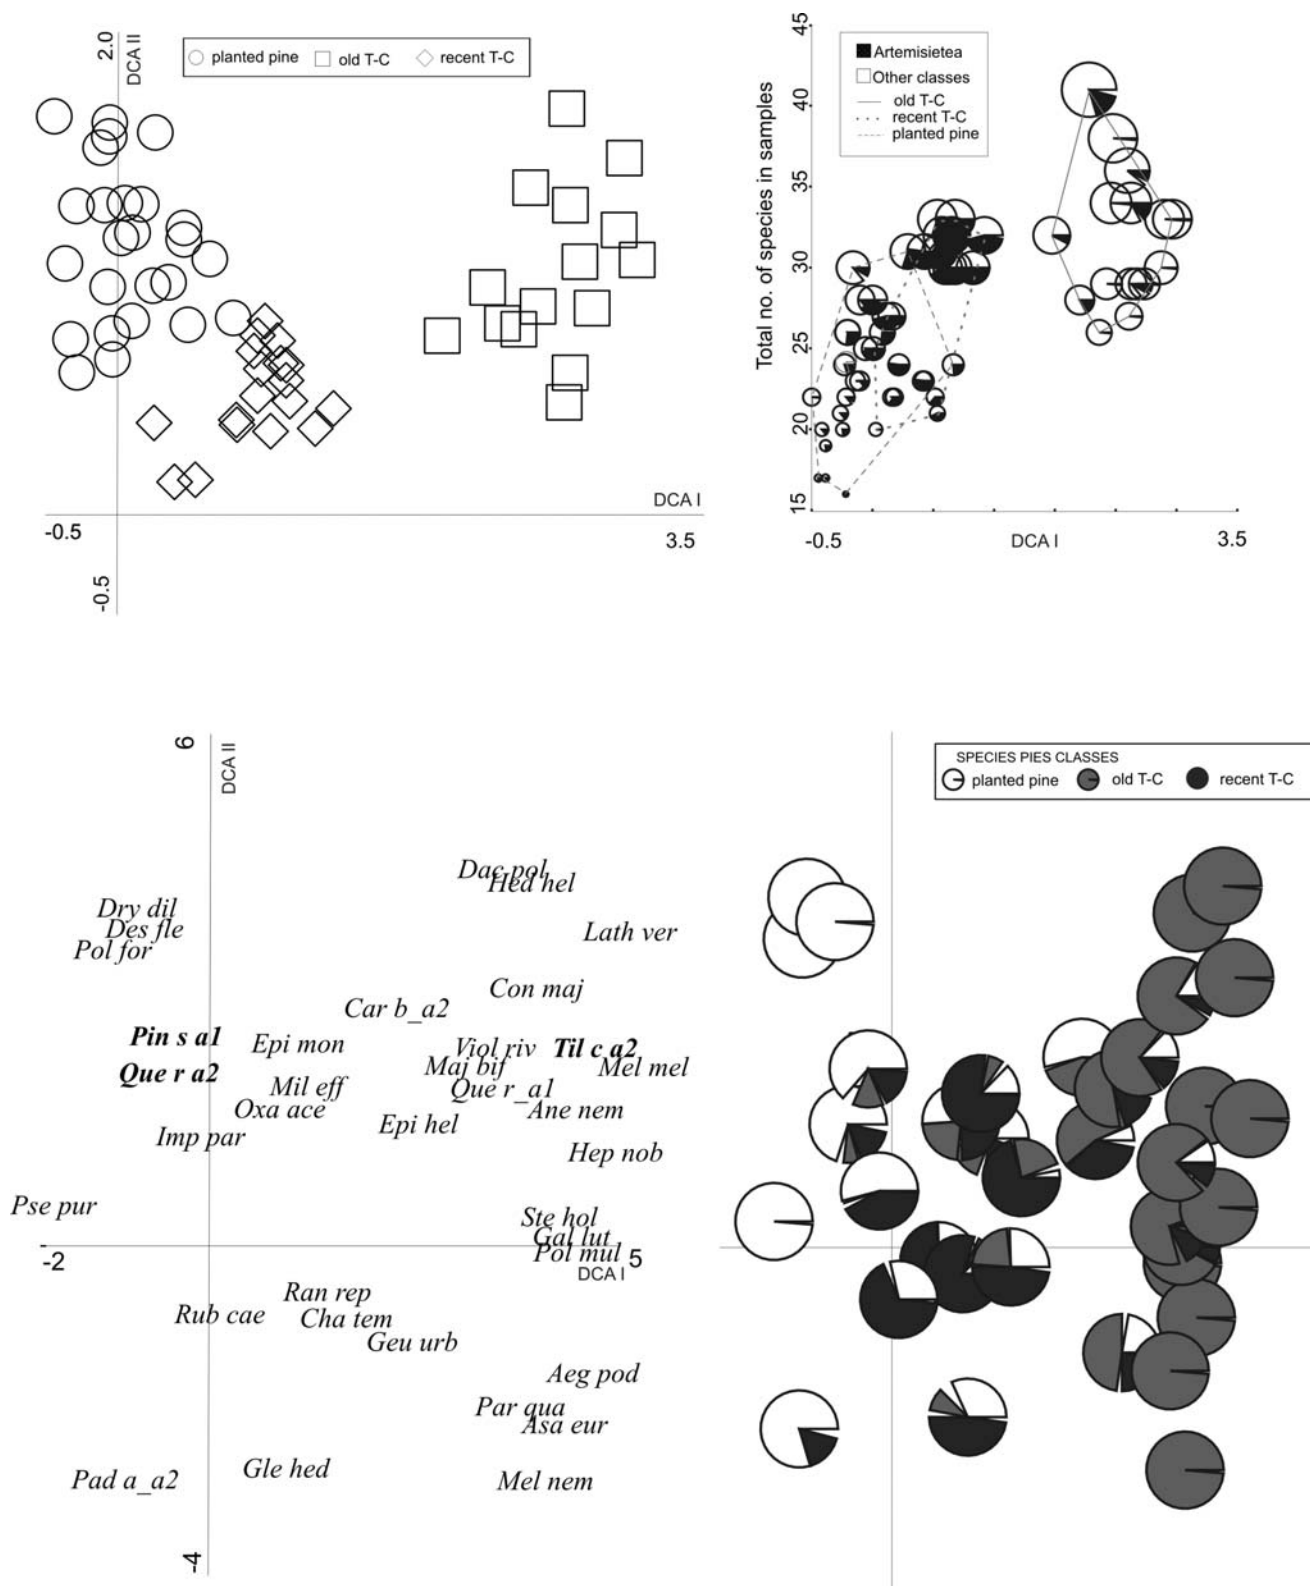 2.0
DCA II
planted pine
old T-C
recent T-C
DCA I
-0.5
3.5
-0.5
45
40
35
30
25
20
15
Total no. of species in samples
Artemisietea
Other classes
old T-C
recent T-C
planted pine
-0.5
DCA I
3.5
6
DCA II
Dac pol
Hed hel
Dry dil
Des fle
Pol for
Lath ver
Con maj
Car b_a2
Pin s a1
Epi mon
Viol riv
Til c a2
Maj bif
Mel mel
Que r a2
Mil eff
Que r_a1
Oxa ace
Ane nem
Epi hel
Imp par
Hep nob
Pse pur
Ste hol
Gal lut
Pol mul
-2
5
DCA I
Ran rep
Rub cae
Cha tem
Geu urb
Aeg pod
Par qua
Asa eur
Gle hed
Pad a_a2
Mel nem
-4
SPECIES PIES CLASSES
planted pine
old T-C
recent T-C